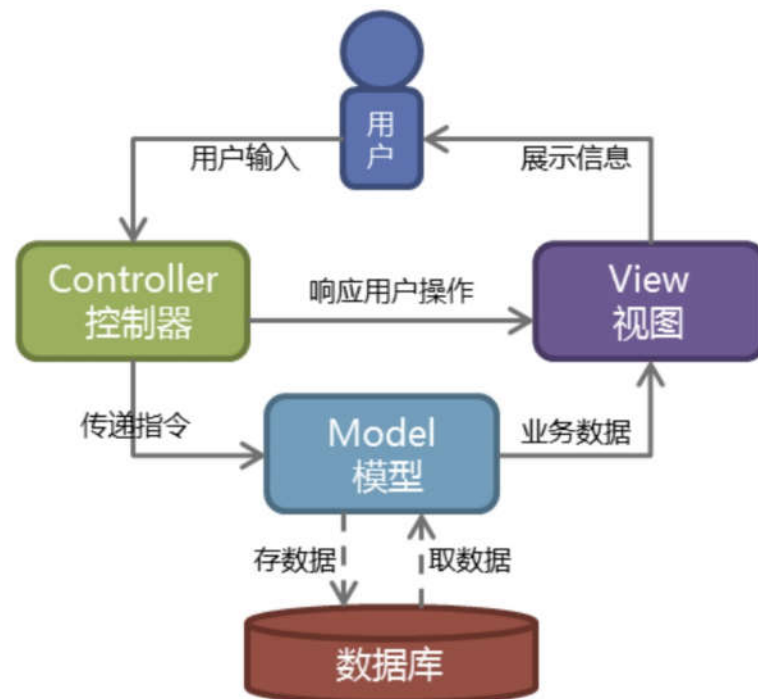 用
户
用户输入
展示信息
Controller
控制器
响应用户操作
View
视图
传递指令
Model
模型
业务数据
存数据
取数据
数据库